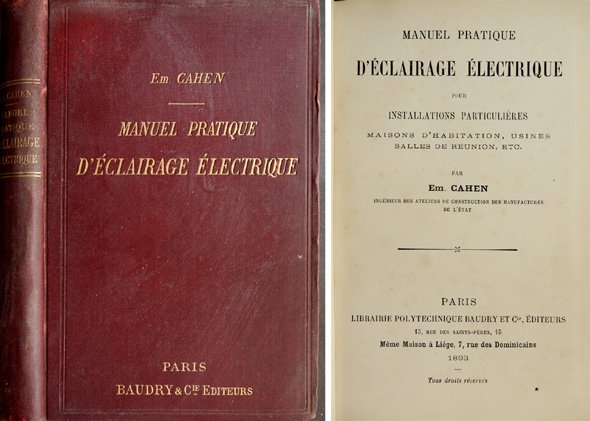 CAHEN
MANUEL
PRATIQUE
ÉCLAIRAGE
ÉLECTRIQUE
Em. CAHEN
MANUEL PRATIQUE
D'ÉCLAIRAGE ÉLECTRIQUE
PARIS
BAUDRY & CIE EDITEURS
MANUEL PRATIQUE
D'ÉCLAIRAGE ÉLECTRIQUE
POUR
INSTALLATIONS PARTICULIÈRES
MAISONS D'HABITATION, USINES
SALLES DE REUNION, ETC.
PAR
Em. CAHEN
INGÉNIEUR DES ATELIERS DE CONSTRUCTION DES MANUFACTURES
DE L'ÉTAT
PARIS
LIBRAIRIE POLYTECHNIQUE BAUDRY ET Cie, ÉDITEURS
15, RUE DES SAINTS-PÈRES, 15
Même Maison à Liége, 7, rue des Dominicains
1893
Tous droits réservés